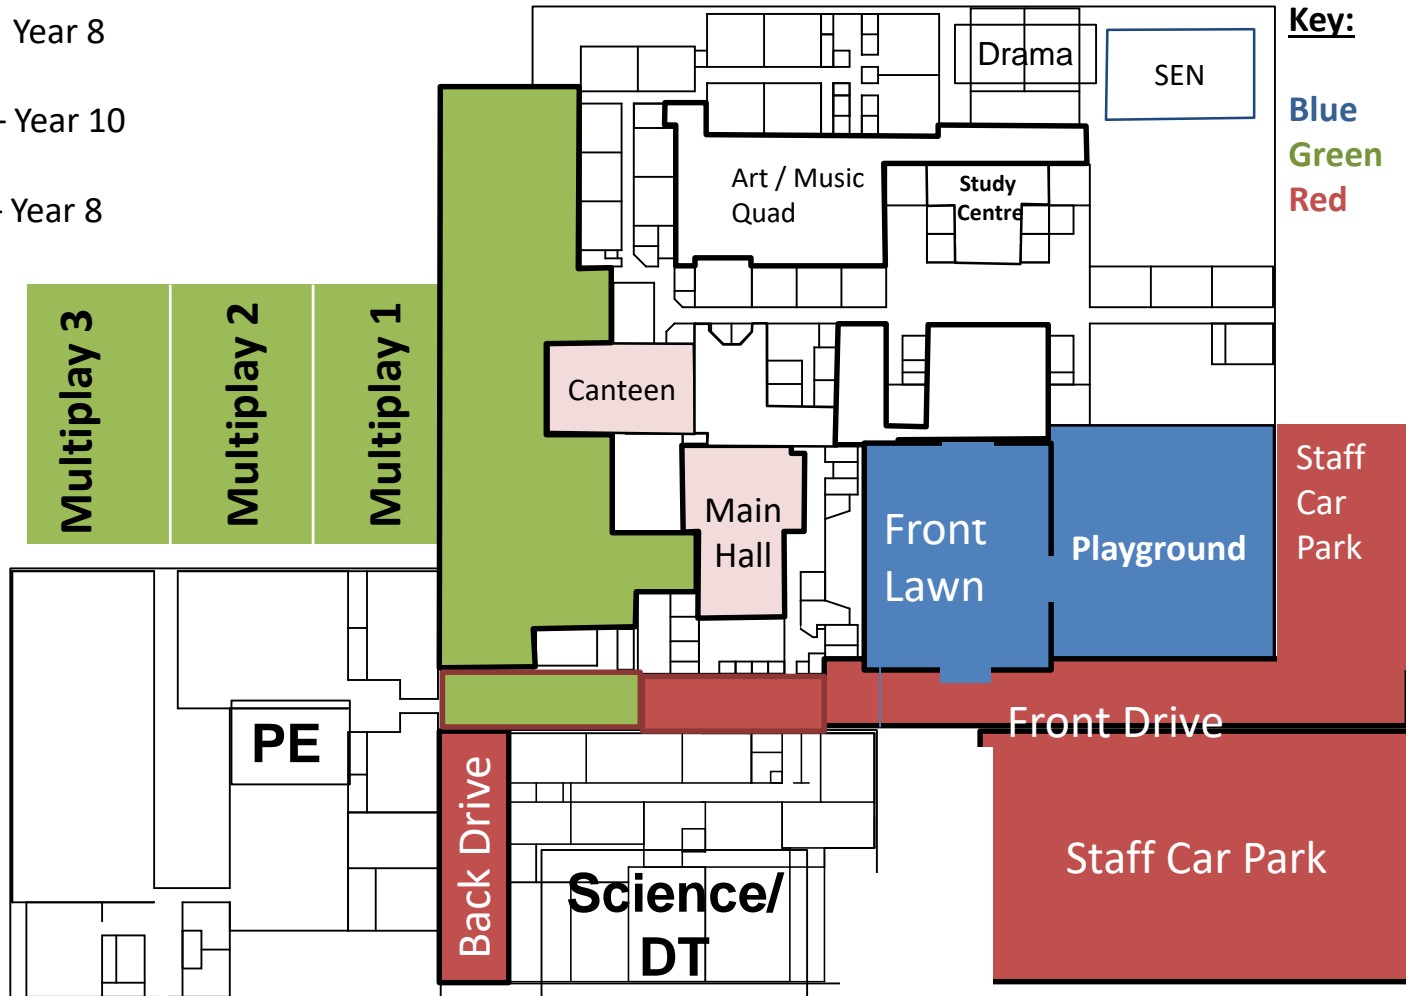 Year 8
- Year 10
- Year 8
Key:
Blue
Green
Red
Drama
SEN
Art / Music
Quad
Study
Centre
Multiplay 3
Multiplay 2
Multiplay 1
Canteen
Main
Hall
Front
Lawn
Playground
Staff
Car
Park
Front Drive
PE
Back Drive
Science/
DT
Staff Car Park